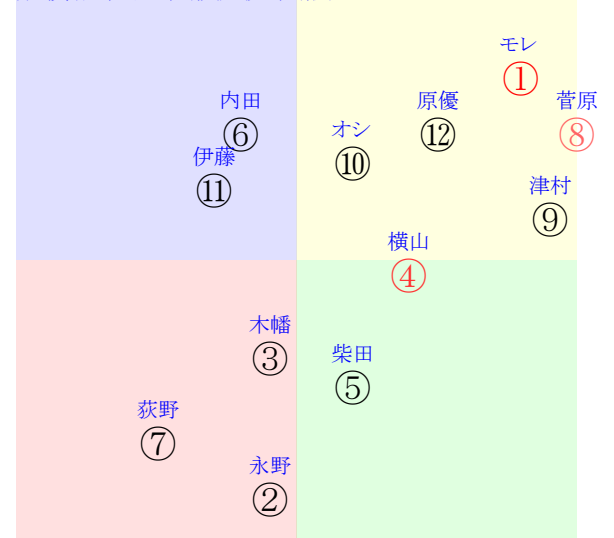 モレ
①
菅原
⑧
原優
⑫
内田
⑥
オシ
⑩
伊藤
⑪
津村
⑨
横山
④
木幡
③
柴田
⑤
荻野
⑦
永野
②